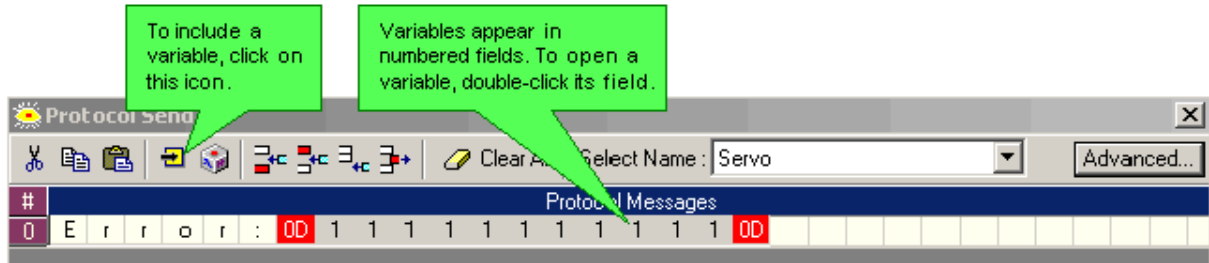 To include a
variable, click on
this icon.
Variables appear in
numbered fields. To open a
variable, double-click its field.
Protocol Send
Clear A Select Name : Servo Advanced...
# Protocol Messages
0 E r r o r : 0D 1 1 1 1 1 1 1 1 1 1 1 0D